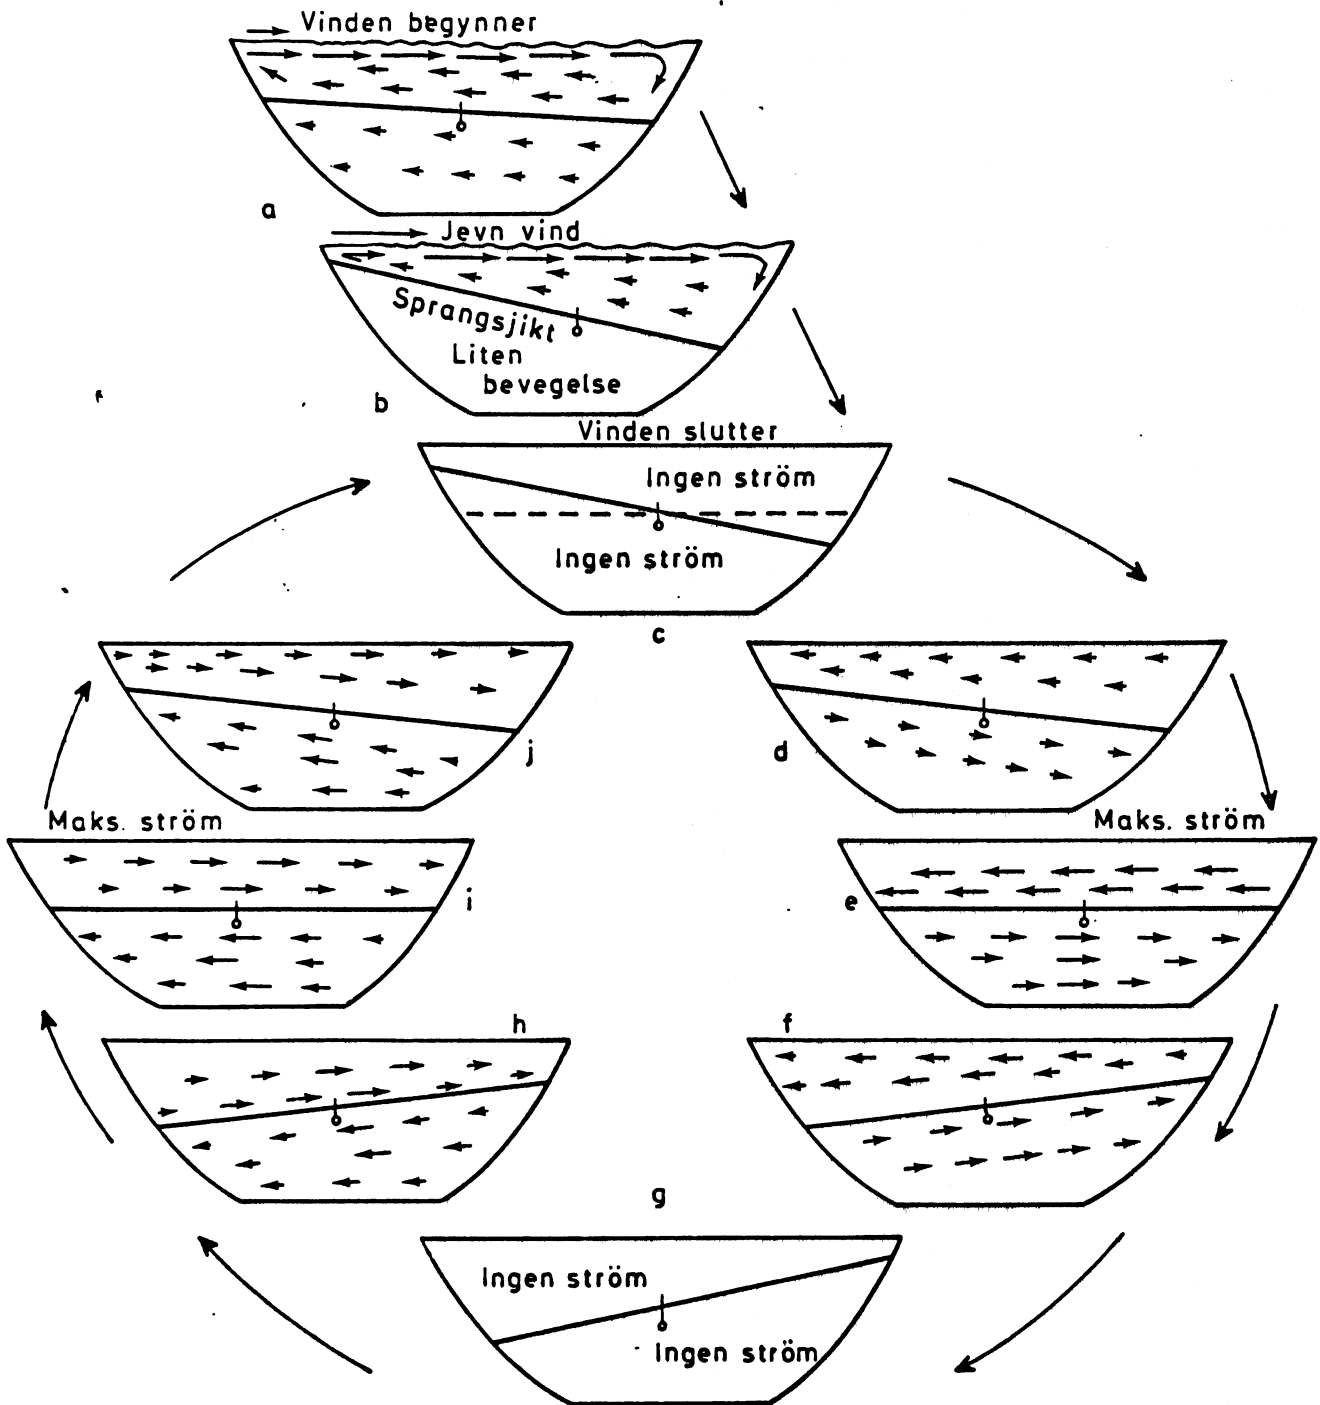 Vinden begynner
a
Jevn vind
Sprangsjikt
Liten
bevegelse
b
Vinden slutter
Ingen ström
Ingen ström
c
j
d
Maks. ström
Maks. ström
i
e
h
f
g
Ingen ström
Ingen ström